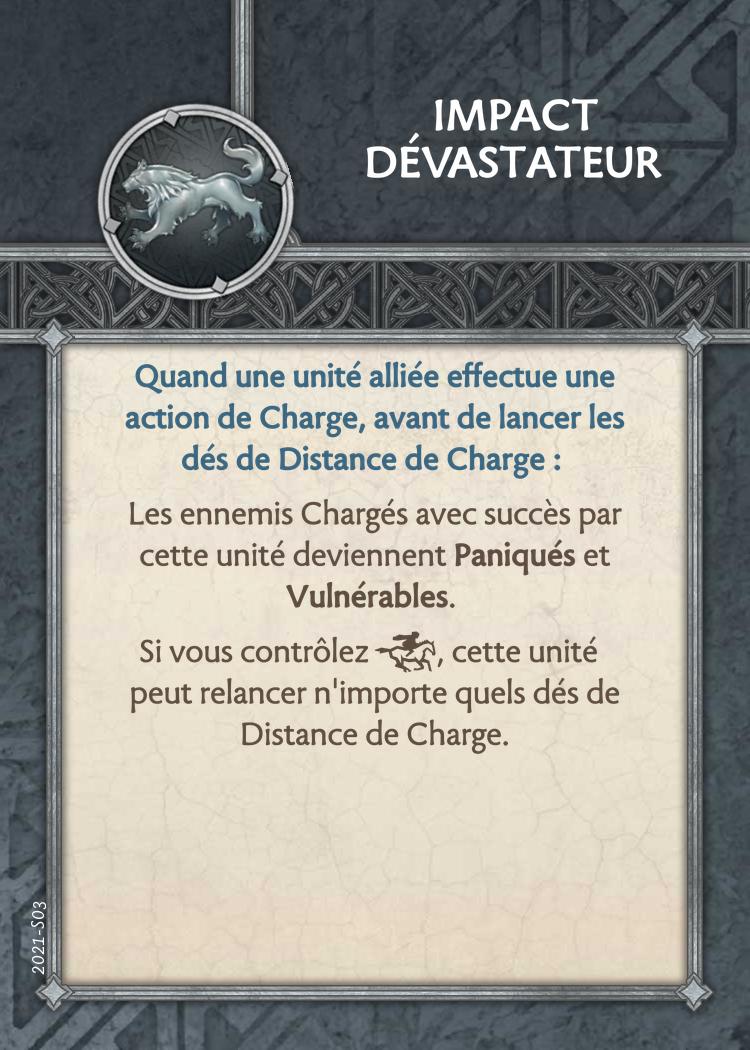 IMPACT
DÉVASTATEUR
Quand une unité alliée effectue une
action de Charge, avant de lancer les
dés de Distance de Charge :
Les ennemis Chargés avec succès par
cette unité deviennent Paniqués et
Vulnérables.
Si vous contrôlez , cette unité
peut relancer n'importe quels dés de
Distance de Charge.
2021-S03